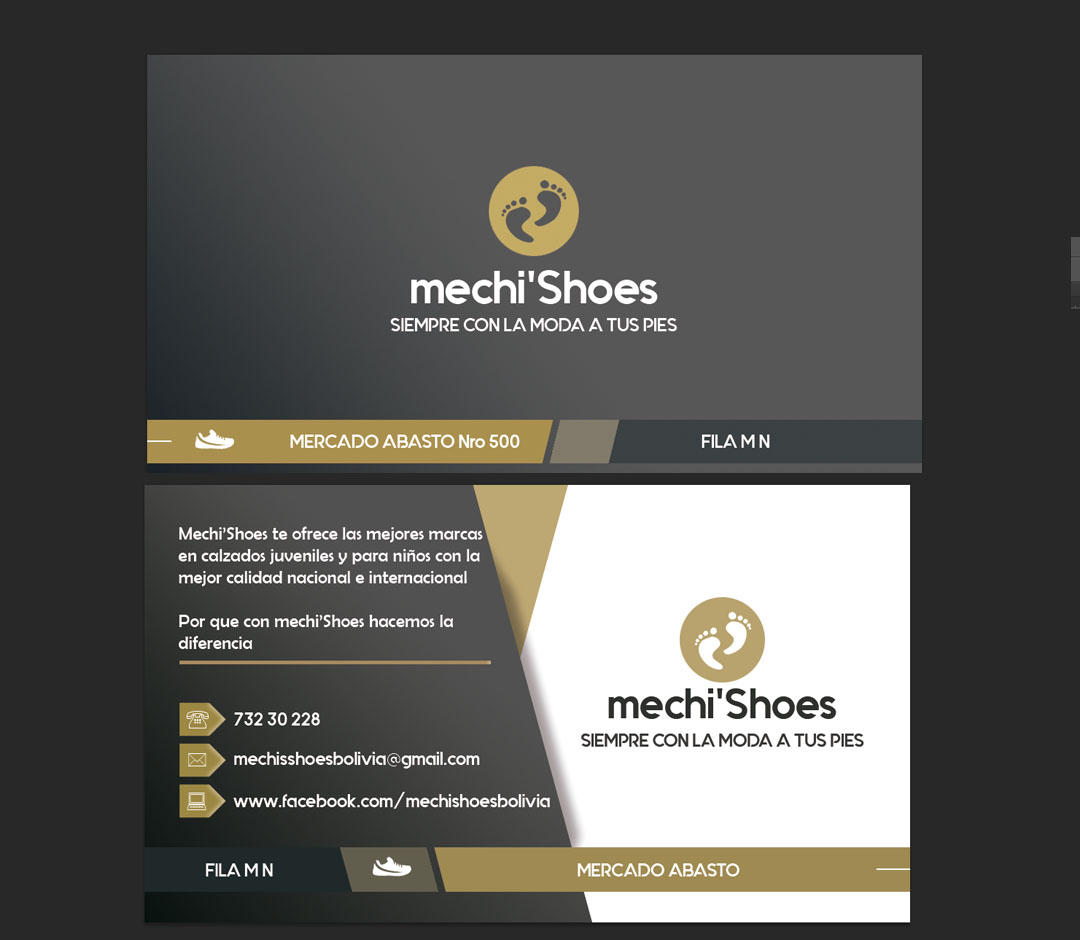 mechi'Shoes
SIEMPRE CON LA MODA A TUS PIES
MERCADO ABASTO Nro 500
FILA M N
Mechi'Shoes te ofrece las mejores marcas
en calzados juveniles y para niños con la
mejor calidad nacional e internacional
Por que con mechi'Shoes hacemos la
diferencia
732 30 228
mechisshoesbolivia@gmail.com
www.facebook.com/mechishoesbolivia
mechi'Shoes
SIEMPRE CON LA MODA A TUS PIES
FILA M N
MERCADO ABASTO